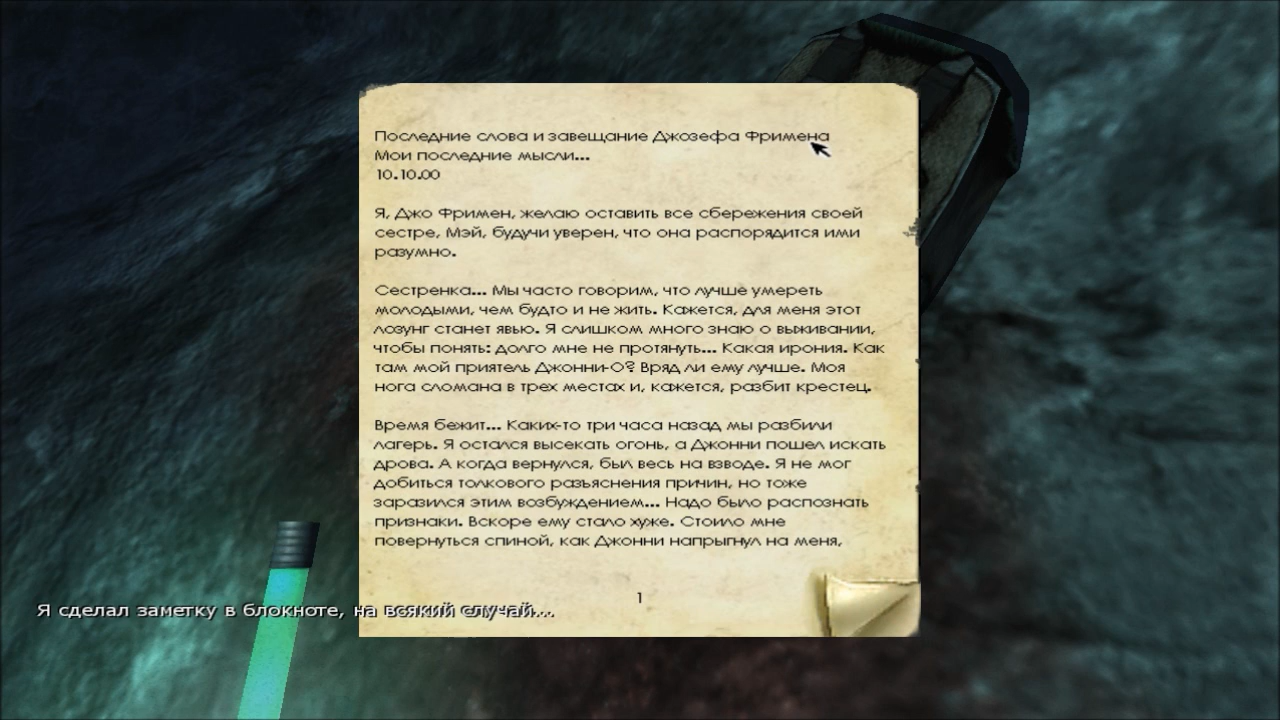 Последние слова и завещание Джозефа Фримена
Мои последние мысли...
10.10.00
Я, Джо Фримен, желаю оставить все сбережения своей
сестре, Мэй, будучи уверен, что она распорядится ими
разумно.
Сестренка... Мы часто говорим, что лучше умереть
молодыми, чем будто и не жить. Кажется, для меня этот
лозунг станет явью. Я слишком много знаю о выживании,
чтобы понять: долго мне не протянуть... Какая ирония. Как
там мой приятель Джонни-О? Вряд ли ему лучше. Моя
нога сломана в трех местах и, кажется, разбит крестец.
Время бежит... Каких-то три часа назад мы разбили
лагерь. Я остался высекать огонь, а Джонни пошел искать
дрова. А когда вернулся, был весь на взводе. Я не мог
добиться толкового разъяснения причин, но тоже
заразился этим возбуждением... Надо было распознать
признаки. Вскоре ему стало хуже. Стоило мне
повернуться спиной, как Джонни напрыгнул на меня,
1
Я сделал заметку в блокноте, на всякий случай...